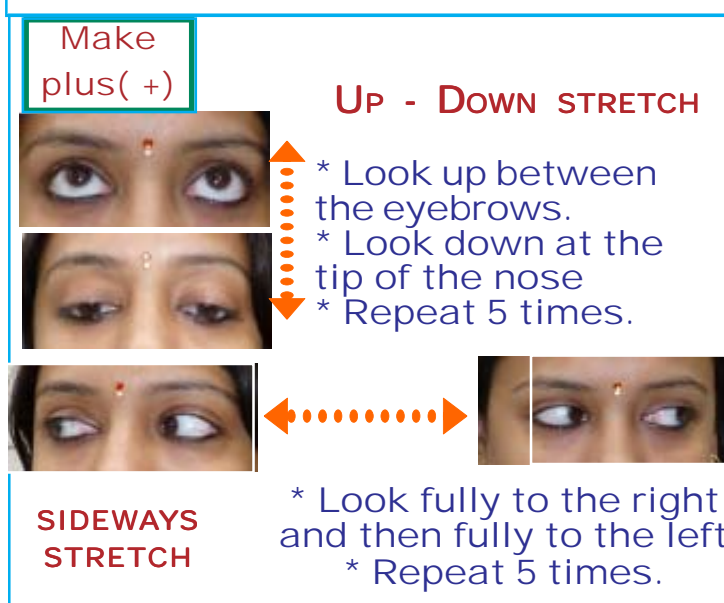 Make
plus( +)
UP - DOWN STRETCH
* Look up between
the eyebrows.
* Look down at the
tip of the nose
* Repeat 5 times.
SIDEWAYS
STRETCH
* Look fully to the right
and then fully to the left
* Repeat 5 times.